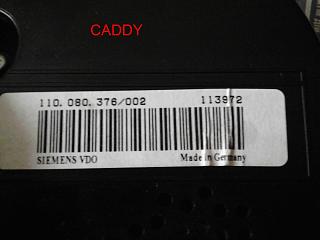 CADDY
110. 080. 376/002 113972
SIEMENS VDO Made in Germany